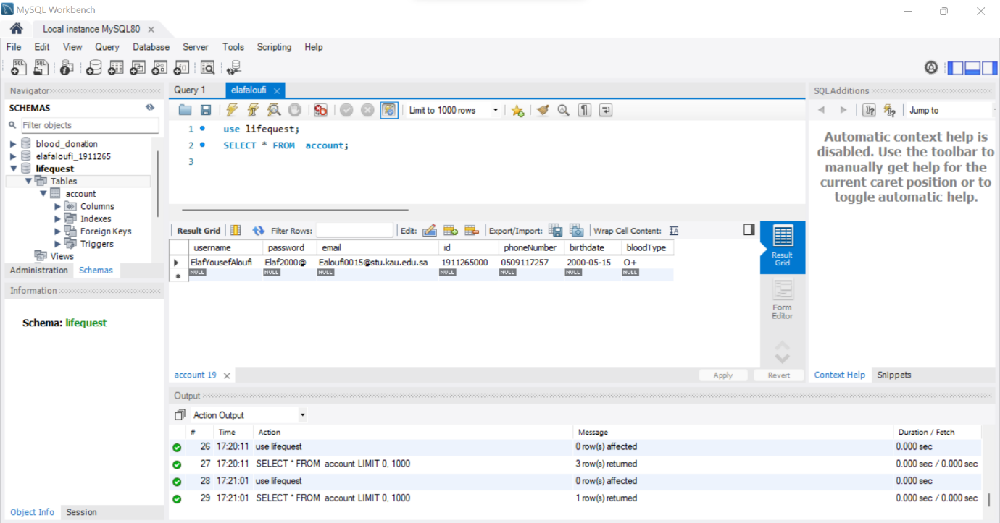 MySQL Workbench
Local instance MySQL80
File Edit View Query Database Server Tools Scripting Help
Navigator
SCHEMAS
Filter objects
blood_donation
elafaloufi_1911265
lifequest
Tables
account
Columns
Indexes
Foreign Keys
Triggers
Views
Administration Schemas
Information
Schema: lifequest
Object Info Session
Query 1 elafaloufi
Limit to 1000 rows
1 use lifequest;
2 SELECT * FROM account;
3
Result Grid Filter Rows: Edit: Export/Import: Wrap Cell Content:
username password email id phoneNumber birthdate bloodType
ElafYousefAloufi Elaf2000@ Ealoufi0015@stu.kau.edu.sa 1911265000 0509117257 2000-05-15 O+
NULL NULL NULL NULL NULL NULL NULL
Result
Grid
Form
Editor
account 19 Apply Revert
SQLAdditions
Jump to
Automatic context help is
disabled. Use the toolbar to
manually get help for the
current caret position or to
toggle automatic help.
Context Help Snippets
Output
Action Output
# Time Action Message Duration / Fetch
26 17:20:11 use lifequest 0 row(s) affected 0.000 sec
27 17:20:11 SELECT * FROM account LIMIT 0, 1000 3 row(s) returned 0.000 sec / 0.000 sec
28 17:21:01 use lifequest 0 row(s) affected 0.000 sec
29 17:21:01 SELECT * FROM account LIMIT 0, 1000 1 row(s) returned 0.000 sec / 0.000 sec